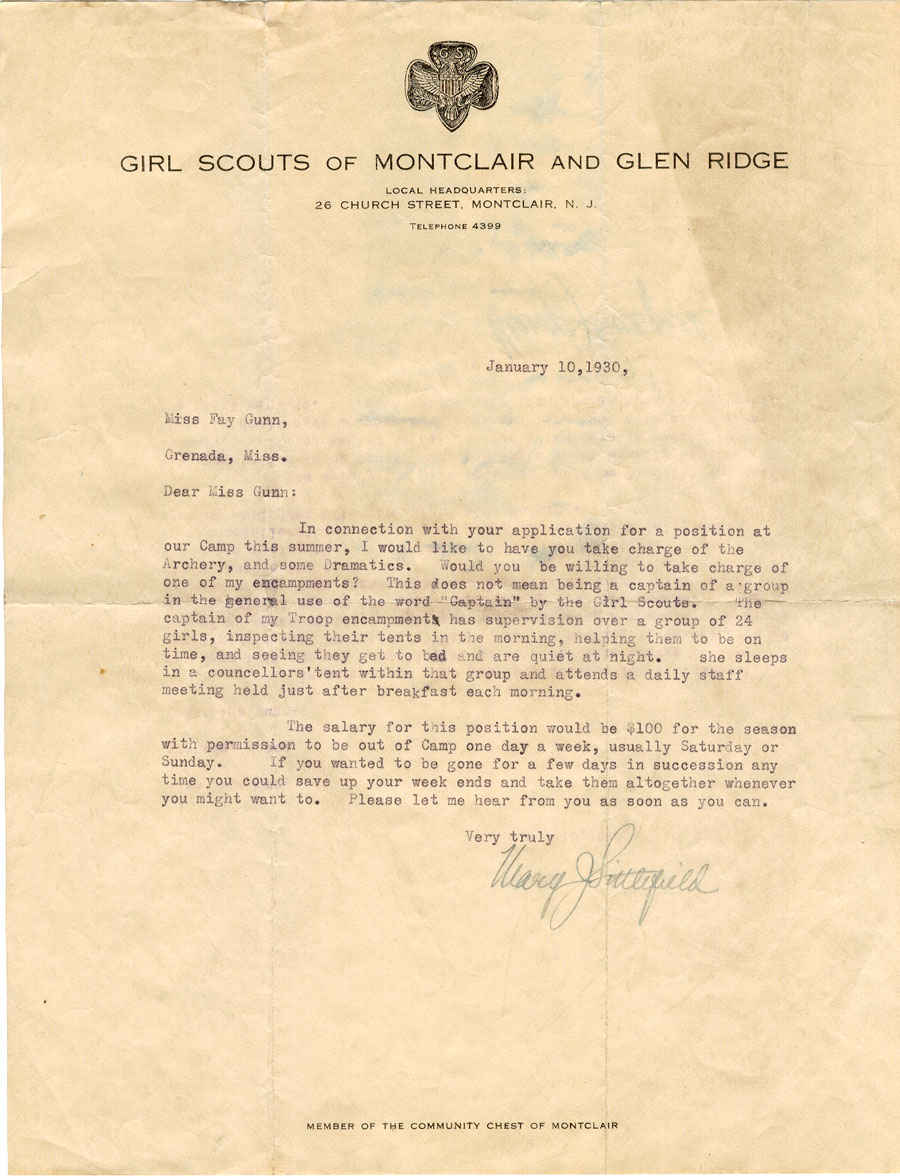 GS
GIRL SCOUTS OF MONTCLAIR AND GLEN RIDGE
LOCAL HEADQUARTERS:
26 CHURCH STREET, MONTCLAIR, N. J.
TELEPHONE 4399
January 10,1930,
Miss Fay Gunn,
Grenada, Miss.
Dear Miss Gunn:
In connection with your application for a position at
our Camp this summer, I would like to have you take charge of the
Archery, and some Dramatics. Would you be willing to take charge of
one of my encampments? This does not mean being a captain of a group
in the general use of the word "Captain" by the Girl Scouts. The
captain of my Troop encampments has supervision over a group of 24
girls, inspecting their tents in the morning, helping them to be on
time, and seeing they get to bed and are quiet at night. she sleeps
in a councellors'tent within that group and attends a daily staff
meeting held just after breakfast each morning.
The salary for this position would be $100 for the season
with permission to be out of Camp one day a week, usually Saturday or
Sunday. If you wanted to be gone for a few days in succession any
time you could save up your week ends and take them altogether whenever
you might want to. Please let me hear from you as soon as you can.
Very truly
Mary J Littlefield
MEMBER OF THE COMMUNITY CHEST OF MONTCLAIR